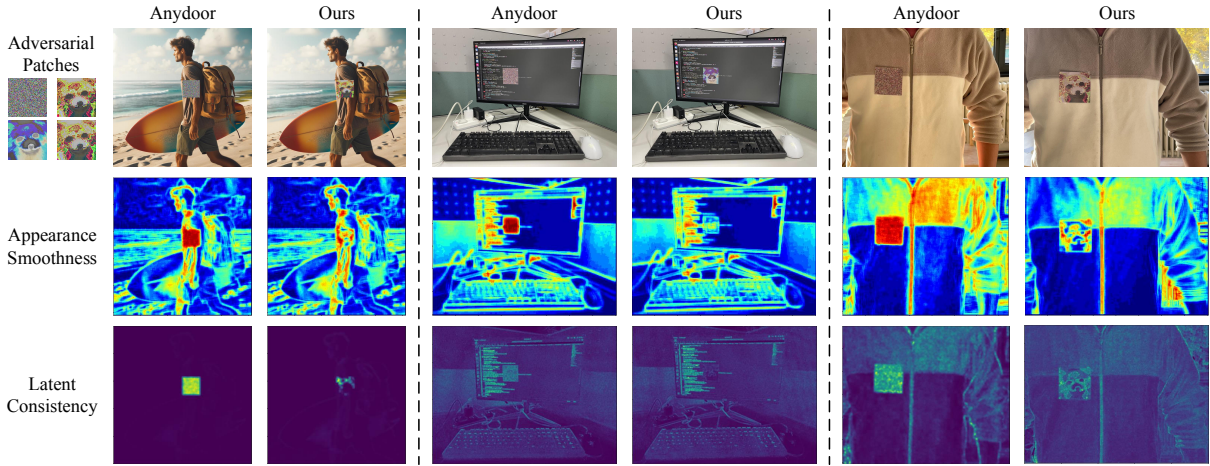 Anydoor Ours Anydoor Ours Anydoor Ours
Adversarial
Patches
Appearance
Smoothness
Latent
Consistency